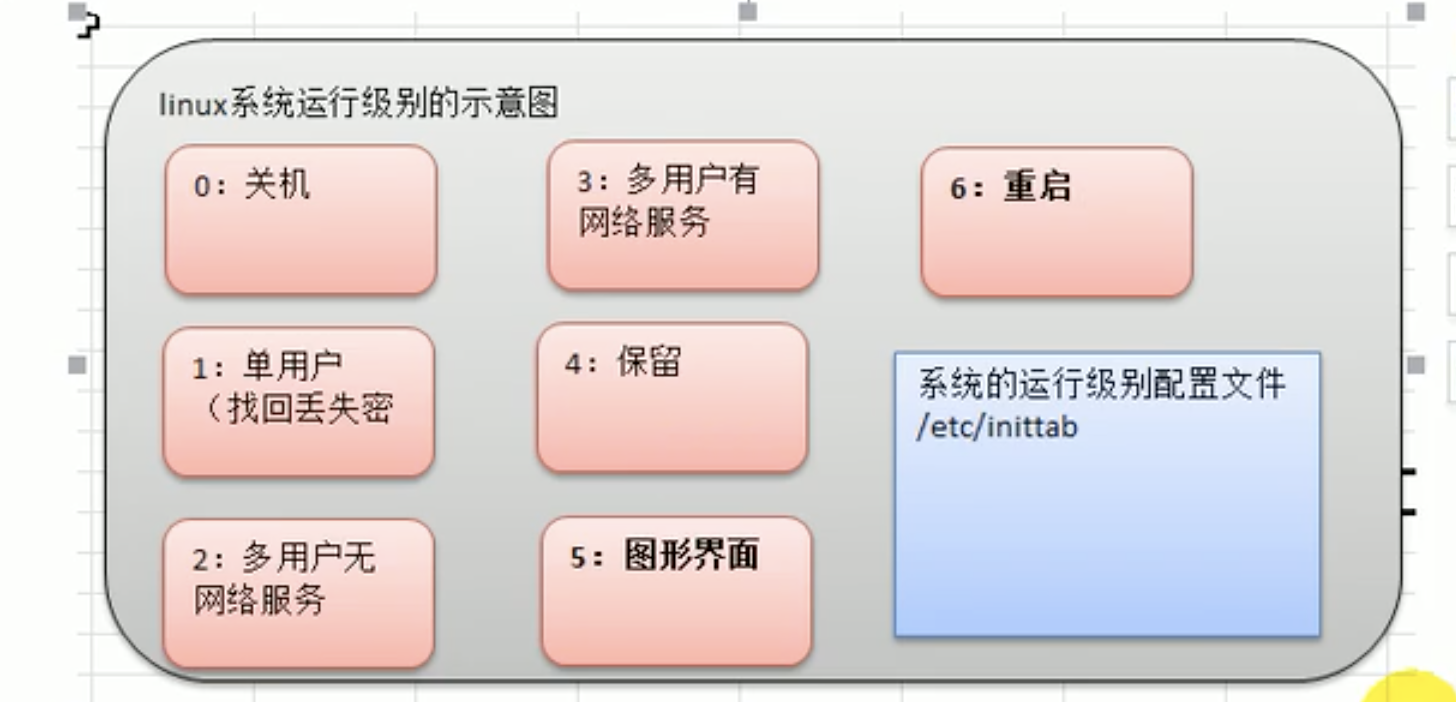 linux系统运行级别的示意图
0：关机
3：多用户有
网络服务
6：重启
1：单用户
（找回丢失密
4：保留
系统的运行级别配置文件
/etc/inittab
2：多用户无
网络服务
5：图形界面